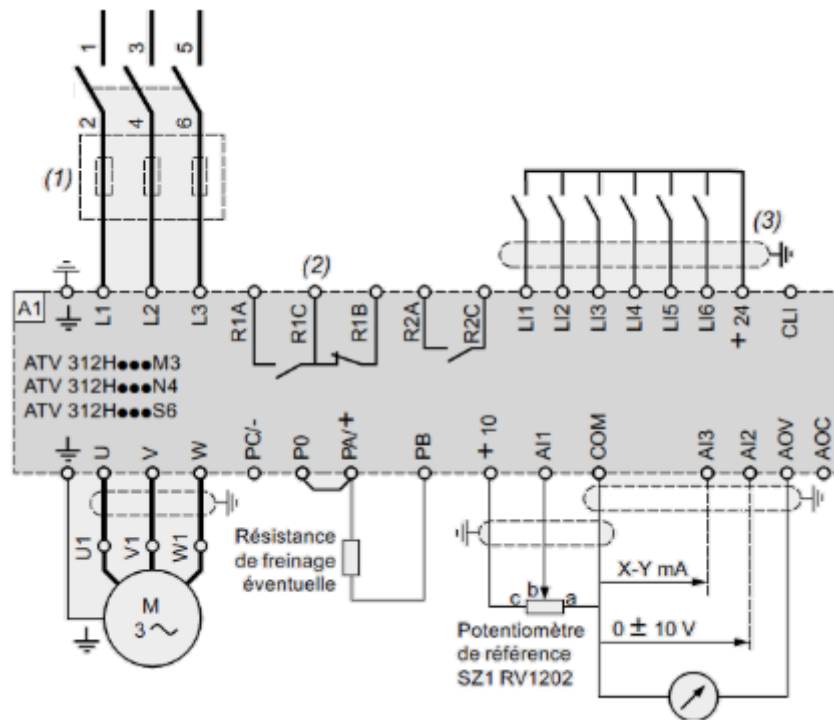 1 3 5
2 4 6
(1)
(2)
(3)
A1
L1 L2 L3 R1A R1C R1B R2A R2C LI1 LI2 LI3 LI4 LI5 LI6 + 24 CLI
ATV 312H●●●M3
ATV 312H●●●N4
ATV 312H●●●S6
U V W PC/- P0 PA/+ PB + 10 AI1 COM AI3 AI2 AOV AOC
U1 V1 W1
Résistance
de freinage
éventuelle
M
3
X-Y mA
c b a
0 ± 10 V
Potentiomètre
de référence
SZ1 RV1202